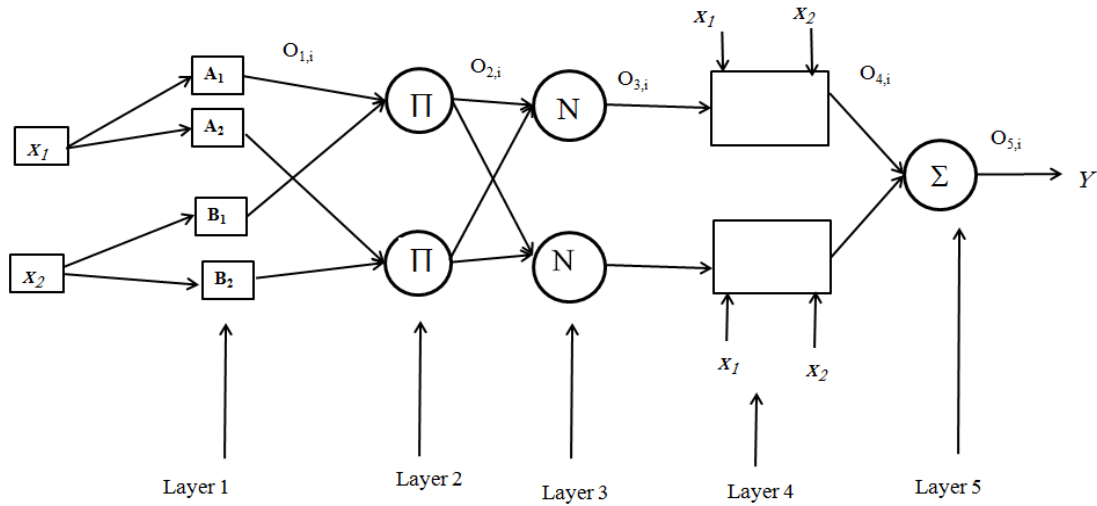 x1 x2
A1 O1,i O2,i O3,i O4,i
Π N
A2
x1 O5,i
Σ Y
B1
Π N
x2 B2
x1 x2
Layer 1 Layer 2 Layer 3 Layer 4 Layer 5